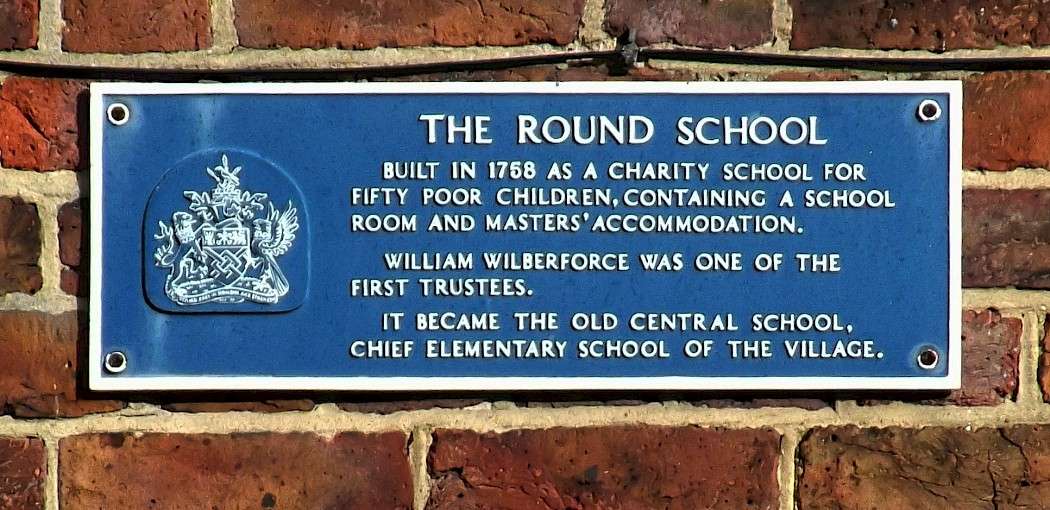 THE ROUND SCHOOL
BUILT IN 1758 AS A CHARITY SCHOOL FOR
FIFTY POOR CHILDREN, CONTAINING A SCHOOL
ROOM AND MASTERS' ACCOMMODATION.
WILLIAM WILBERFORCE WAS ONE OF THE
FIRST TRUSTEES.
IT BECAME THE OLD CENTRAL SCHOOL,
CHIEF ELEMENTARY SCHOOL OF THE VILLAGE.